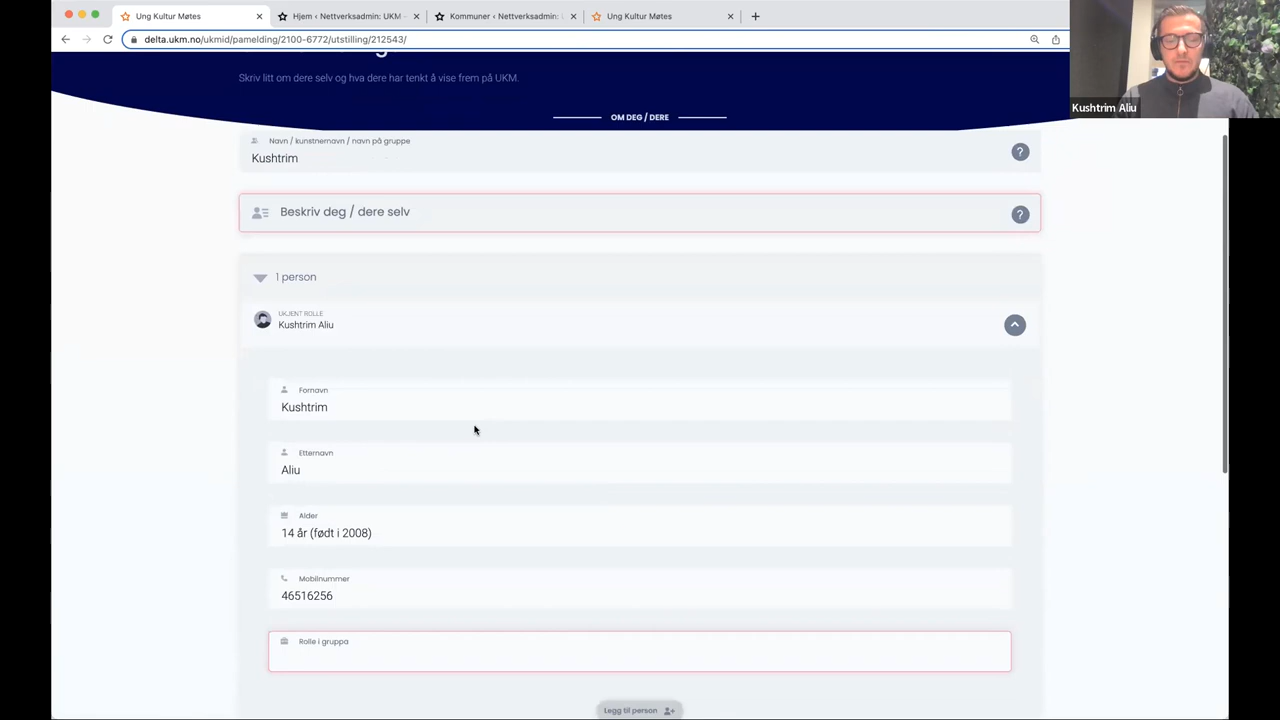 Ung Kultur Møtes
Hjem ‹ Nettverksadmin: UKM
Kommuner ‹ Nettverksadmin:
Ung Kultur Møtes
delta.ukm.no/ukmid/pamelding/2100-6772/utstilling/212543/
Kushtrim Aliu
Skriv litt om dere selv og hva dere har tenkt å vise frem på UKM.
OM DEG / DERE
Navn / kunstnernavn / navn på gruppe
Kushtrim
?
Beskriv deg / dere selv
?
1 person
UKJENT ROLLE
Kushtrim Aliu
Fornavn
Kushtrim
Etternavn
Aliu
Alder
14 år (født i 2008)
Mobilnummer
46516256
Rolle i gruppa
Legg til person